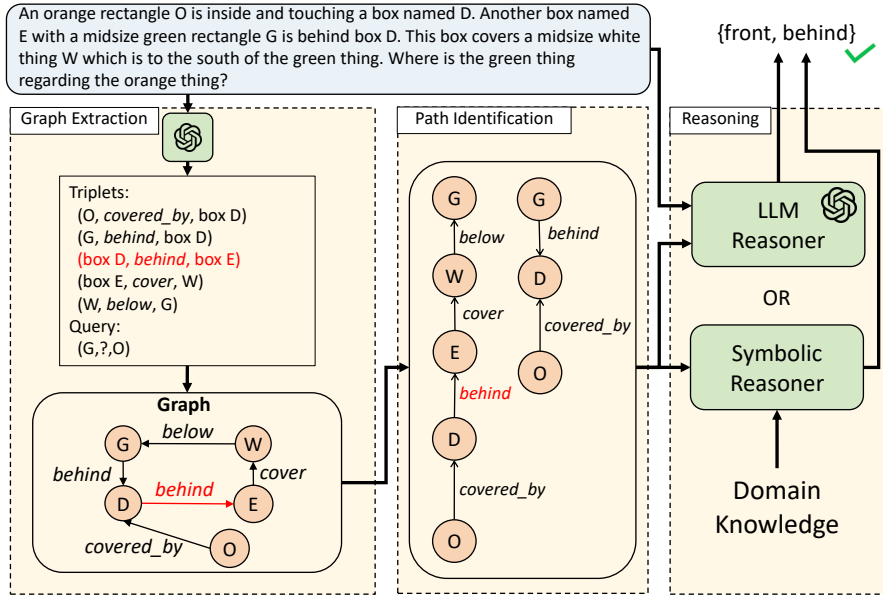 An orange rectangle O is inside and touching a box named D. Another box named
E with a midsize green rectangle G is behind box D. This box covers a midsize white
thing W which is to the south of the green thing. Where is the green thing
regarding the orange thing?
{front, behind}
Graph Extraction
Path Identification
Reasoning
Triplets:
(O, covered_by, box D)
(G, behind, box D)
(box D, behind, box E)
(box E, cover, W)
(W, below, G)
Query:
(G,?,O)
Graph
G
below
W
behind
cover
D
behind
E
covered_by
O
G
below
W
cover
E
behind
D
covered_by
O
G
behind
D
covered_by
O
LLM
Reasoner
OR
Symbolic
Reasoner
Domain
Knowledge